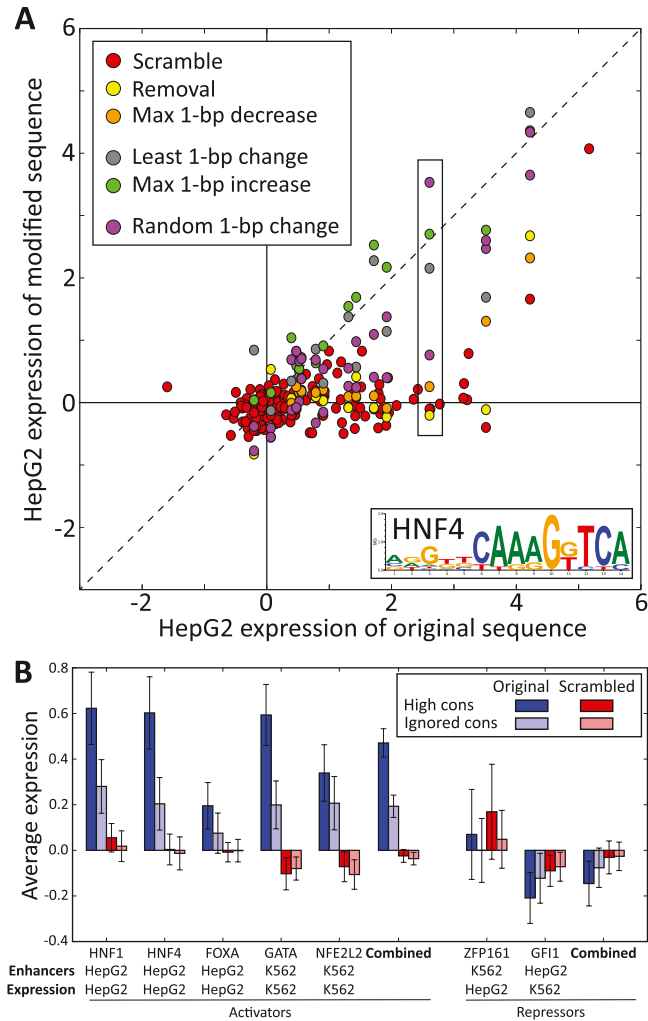 A
6
4
2
0
-2
-2
0
2
4
6
HepG2 expression of modified sequence
Scramble
Removal
Max 1-bp decrease
Least 1-bp change
Max 1-bp increase
Random 1-bp change
HNF4
CAAAG TCA
HepG2 expression of original sequence
B
0.8
0.6
0.4
0.2
0.0
-0.2
-0.4
Average expression
Original Scrambled
High cons
Ignored cons
HNF1 HNF4 FOXA GATA NFE2L2 Combined ZFP161 GFI1 Combined
Enhancers HepG2 HepG2 HepG2 K562 K562 K562 HepG2
Expression HepG2 HepG2 HepG2 K562 K562 HepG2 K562
Activators Repressors